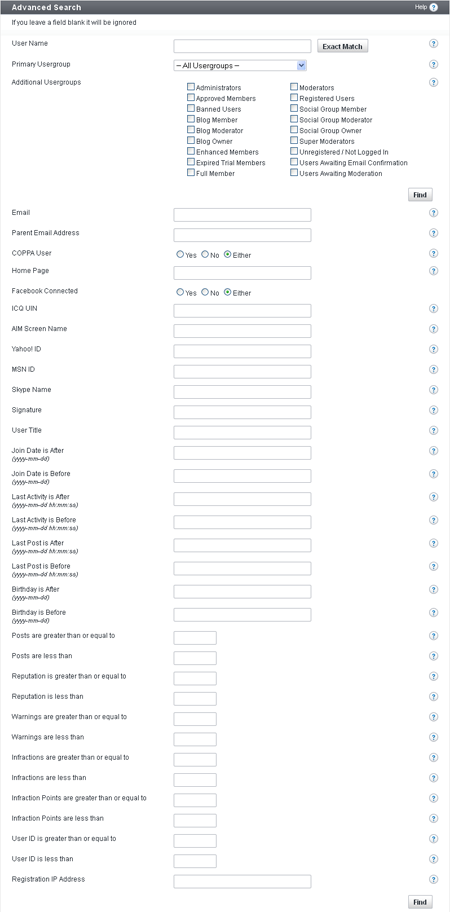 Advanced Search Help ?
If you leave a field blank it will be ignored
User Name Exact Match ?
Primary Usergroup -- All Usergroups -- ?
Additional Usergroups ?
Administrators Moderators
Approved Members Registered Users
Banned Users Social Group Member
Blog Member Social Group Moderator
Blog Moderator Social Group Owner
Blog Owner Super Moderators
Enhanced Members Unregistered / Not Logged In
Expired Trial Members Users Awaiting Email Confirmation
Full Member Users Awaiting Moderation
Find
Email ?
Parent Email Address ?
COPPA User Yes No Either ?
Home Page ?
Facebook Connected Yes No Either ?
ICQ UIN ?
AIM Screen Name ?
Yahoo! ID ?
MSN ID ?
Skype Name ?
Signature ?
User Title ?
Join Date is After ?
(yyyy-mm-dd)
Join Date is Before ?
(yyyy-mm-dd)
Last Activity is After ?
(yyyy-mm-dd hh:mm:ss)
Last Activity is Before ?
(yyyy-mm-dd hh:mm:ss)
Last Post is After ?
(yyyy-mm-dd hh:mm:ss)
Last Post is Before ?
(yyyy-mm-dd hh:mm:ss)
Birthday is After ?
(yyyy-mm-dd)
Birthday is Before ?
(yyyy-mm-dd)
Posts are greater than or equal to ?
Posts are less than ?
Reputation is greater than or equal to ?
Reputation is less than ?
Warnings are greater than or equal to ?
Warnings are less than ?
Infractions are greater than or equal to ?
Infractions are less than ?
Infraction Points are greater than or equal to ?
Infraction Points are less than ?
User ID is greater than or equal to ?
User ID is less than ?
Registration IP Address ?
Find